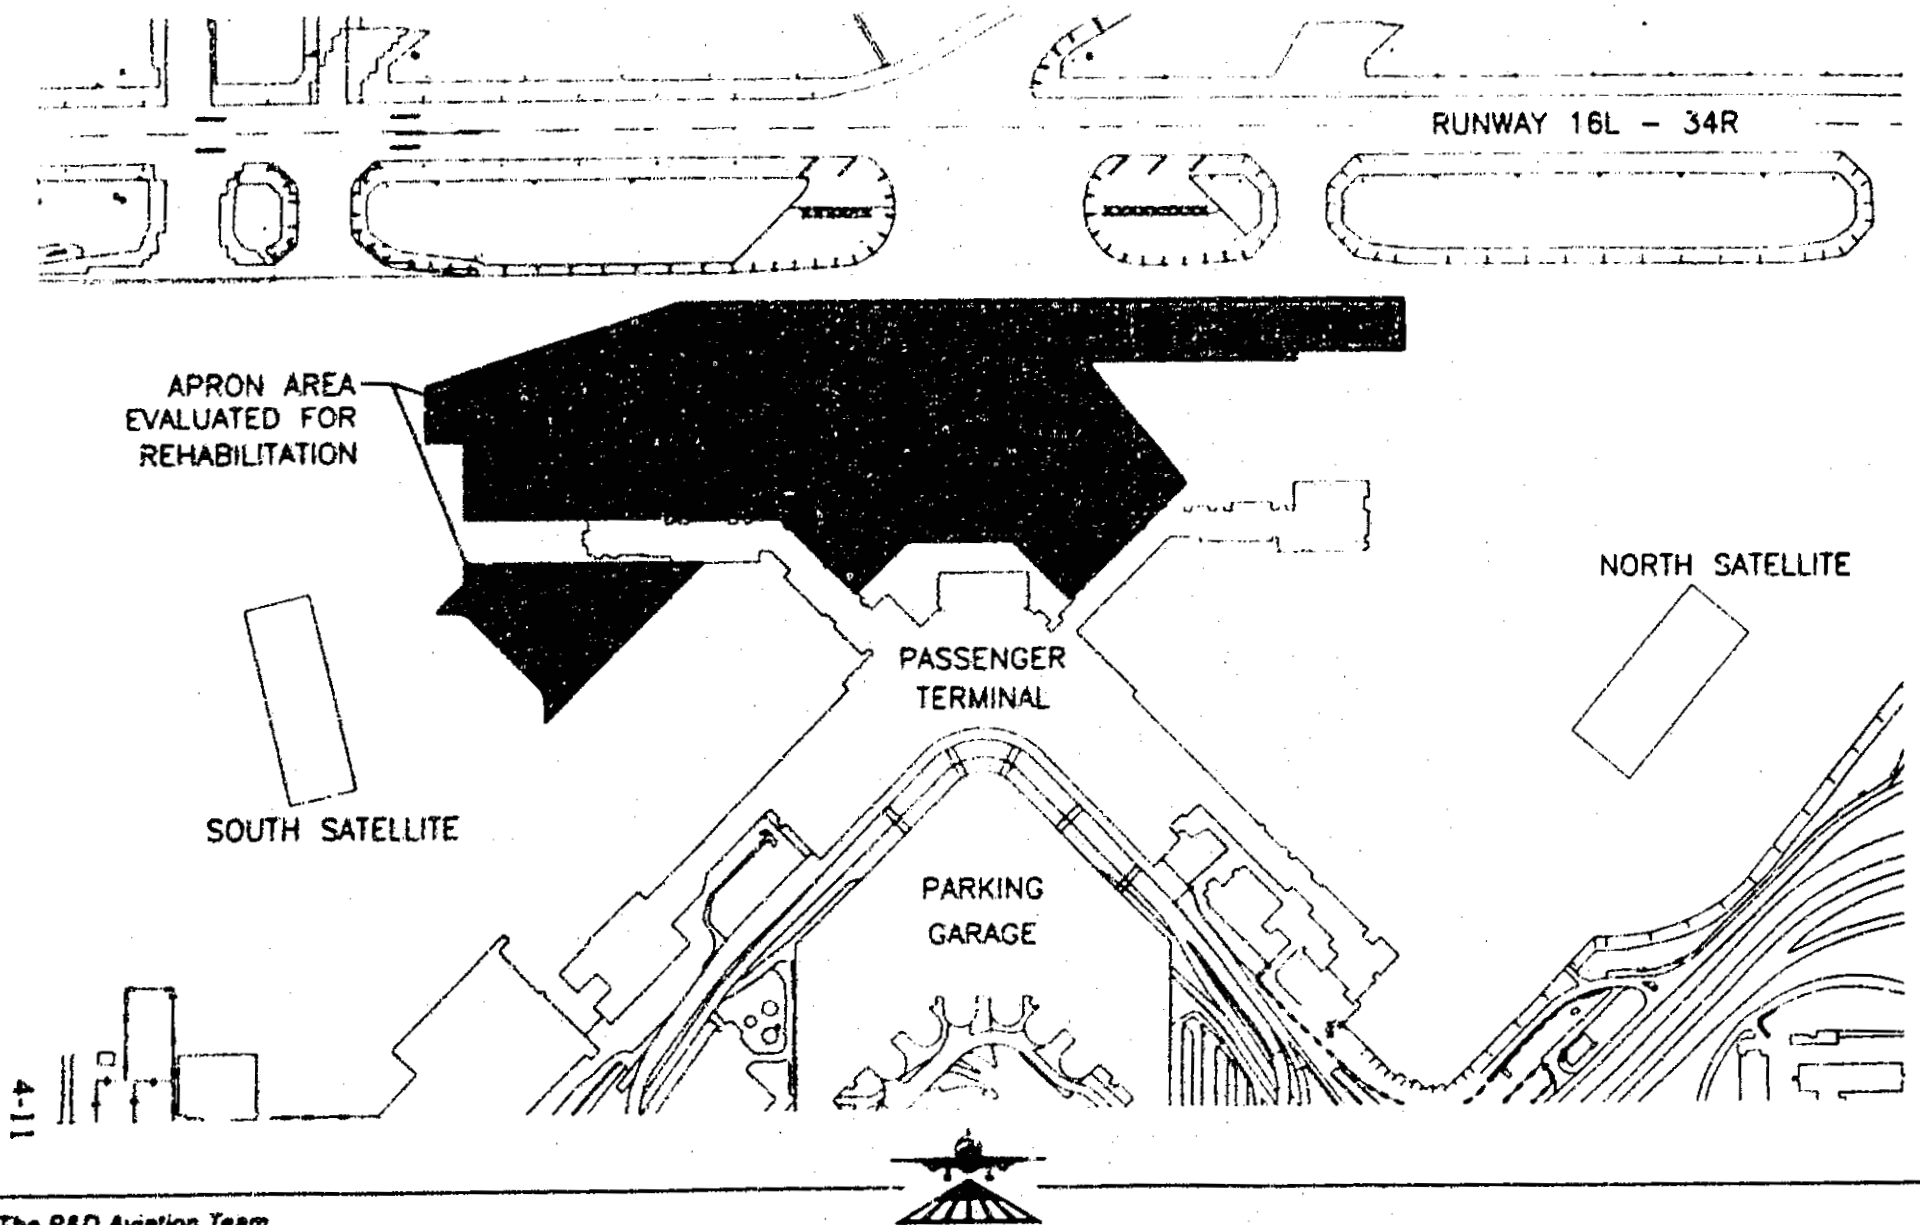 RUNWAY 16L - 34R
APRON AREA
EVALUATED FOR
REHABILITATION
NORTH SATELLITE
PASSENGER
TERMINAL
SOUTH SATELLITE
PARKING
GARAGE
4-11
The P&D Aviation Team